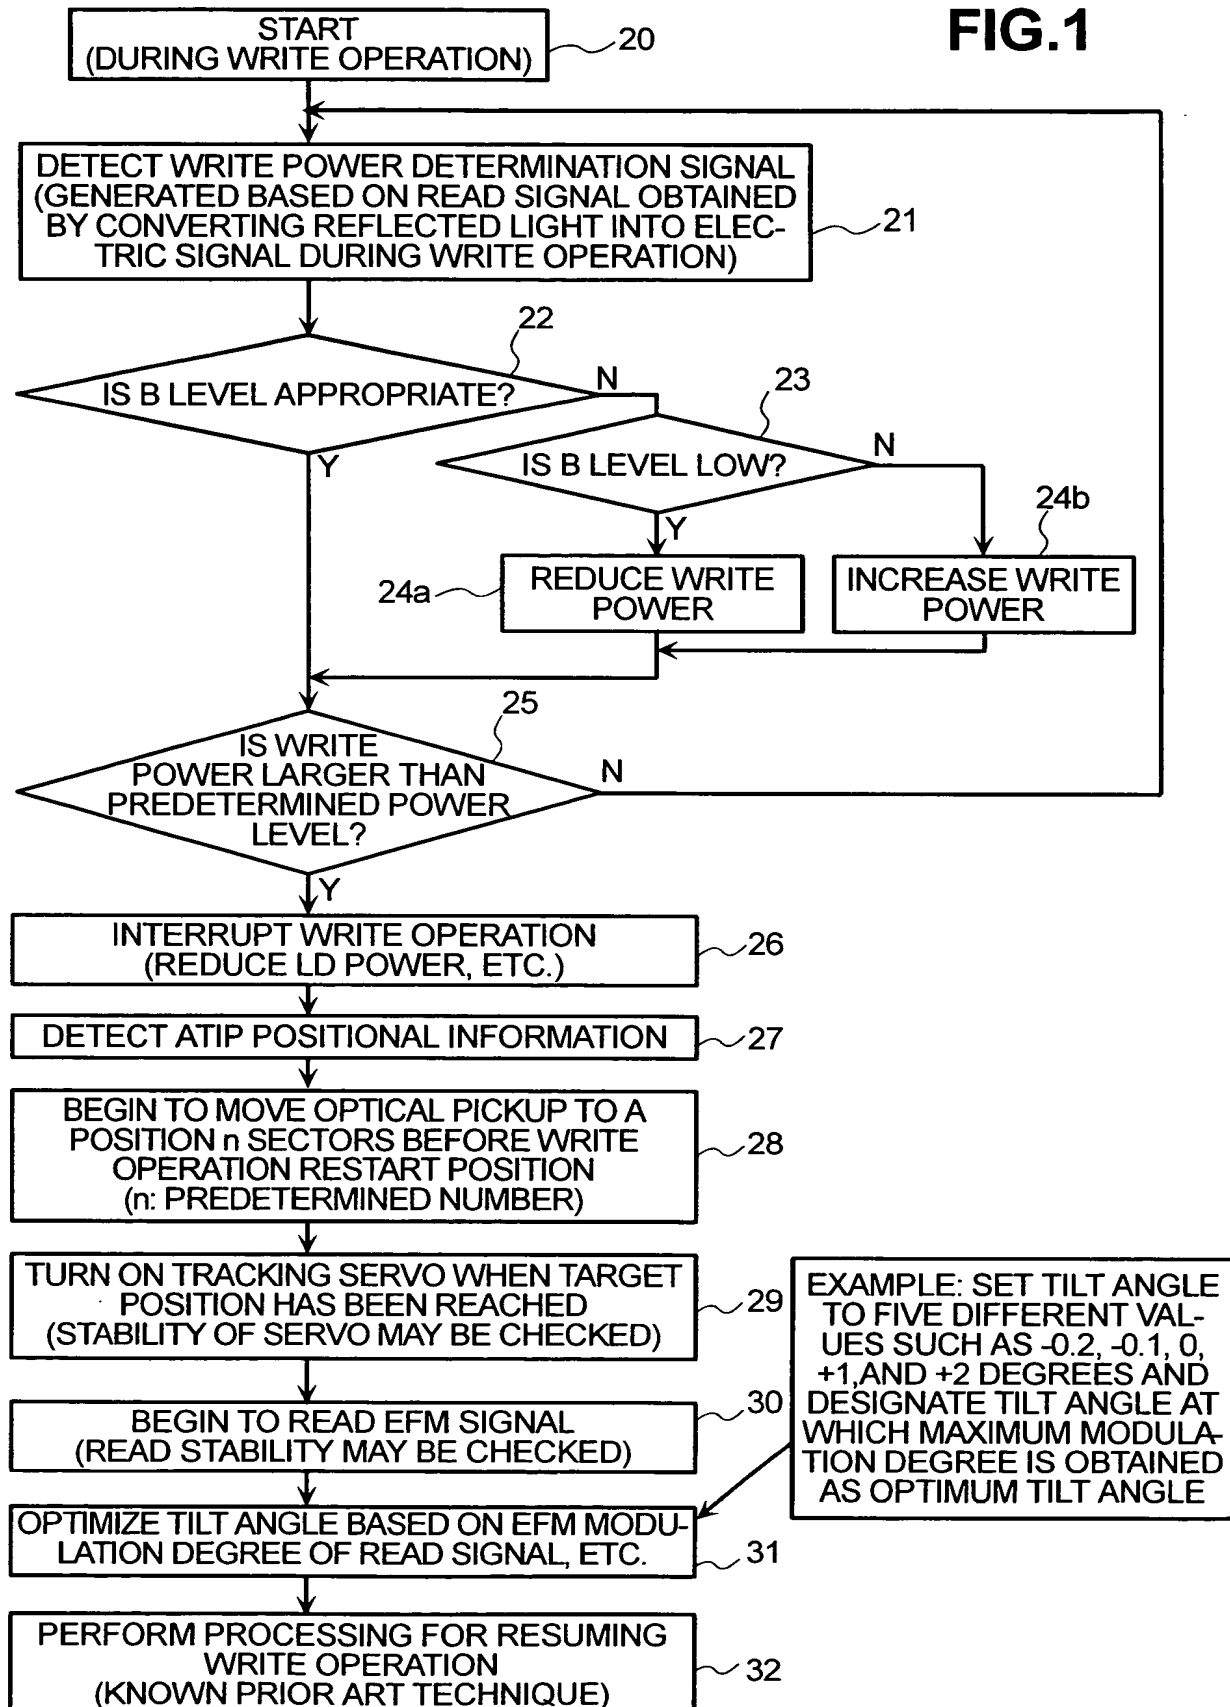 FIG.1
START
(DURING WRITE OPERATION)
20
DETECT WRITE POWER DETERMINATION SIGNAL
(GENERATED BASED ON READ SIGNAL OBTAINED
BY CONVERTING REFLECTED LIGHT INTO ELEC-
TRIC SIGNAL DURING WRITE OPERATION)
21
22
IS B LEVEL APPROPRIATE?
N
Y
23
IS B LEVEL LOW?
N
Y
24a
REDUCE WRITE
POWER
24b
INCREASE WRITE
POWER
25
IS WRITE
POWER LARGER THAN
PREDETERMINED POWER
LEVEL?
N
Y
INTERRUPT WRITE OPERATION
(REDUCE LD POWER, ETC.)
26
DETECT ATIP POSITIONAL INFORMATION
27
BEGIN TO MOVE OPTICAL PICKUP TO A
POSITION n SECTORS BEFORE WRITE
OPERATION RESTART POSITION
(n: PREDETERMINED NUMBER)
28
TURN ON TRACKING SERVO WHEN TARGET
POSITION HAS BEEN REACHED
(STABILITY OF SERVO MAY BE CHECKED)
29
BEGIN TO READ EFM SIGNAL
(READ STABILITY MAY BE CHECKED)
30
EXAMPLE: SET TILT ANGLE
TO FIVE DIFFERENT VAL-
UES SUCH AS -0.2, -0.1, 0,
+1,AND +2 DEGREES AND
DESIGNATE TILT ANGLE AT
WHICH MAXIMUM MODULA-
TION DEGREE IS OBTAINED
AS OPTIMUM TILT ANGLE
OPTIMIZE TILT ANGLE BASED ON EFM MODU-
LATION DEGREE OF READ SIGNAL, ETC.
31
PERFORM PROCESSING FOR RESUMING
WRITE OPERATION
(KNOWN PRIOR ART TECHNIQUE)
32